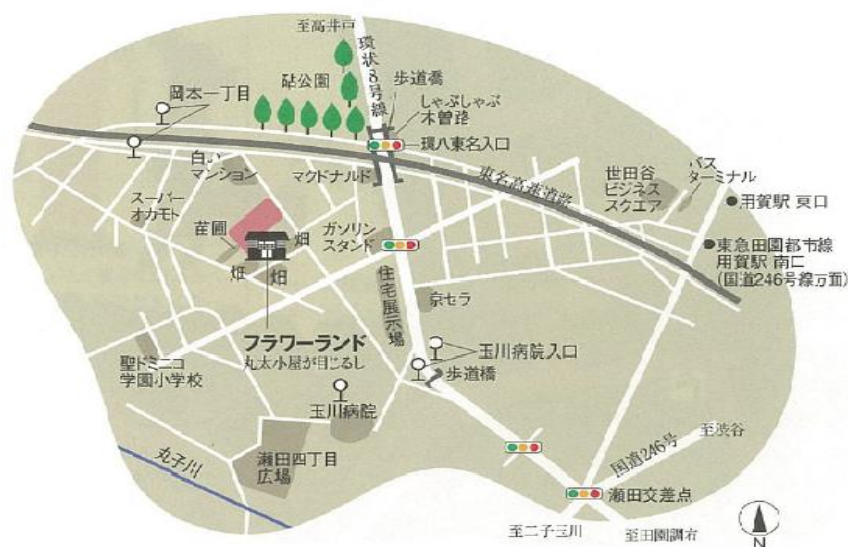 至高井戸
環状8号線
歩道橋
砧公園
しゃぶしゃぶ
木曽路
岡本一丁目
環八東名入口
白い
マンション
マクドナルド
東名高速道路
世田谷
ビジネス
スクエア
バス
ターミナル
用賀駅 東口
スーパー
オカモト
苗圃
畑
ガソリン
スタンド
東急田園都市線
用賀駅 南口
(国道246号線方面)
畑
畑
住宅展示場
京セラ
フラワーランド
丸太小屋が目じるし
玉川病院入口
聖ドミニコ
学園小学校
歩道橋
玉川病院
丸子川
瀬田四丁目
広場
国道246号
至渋谷
瀬田交差点
至二子玉川
至田園調布
N